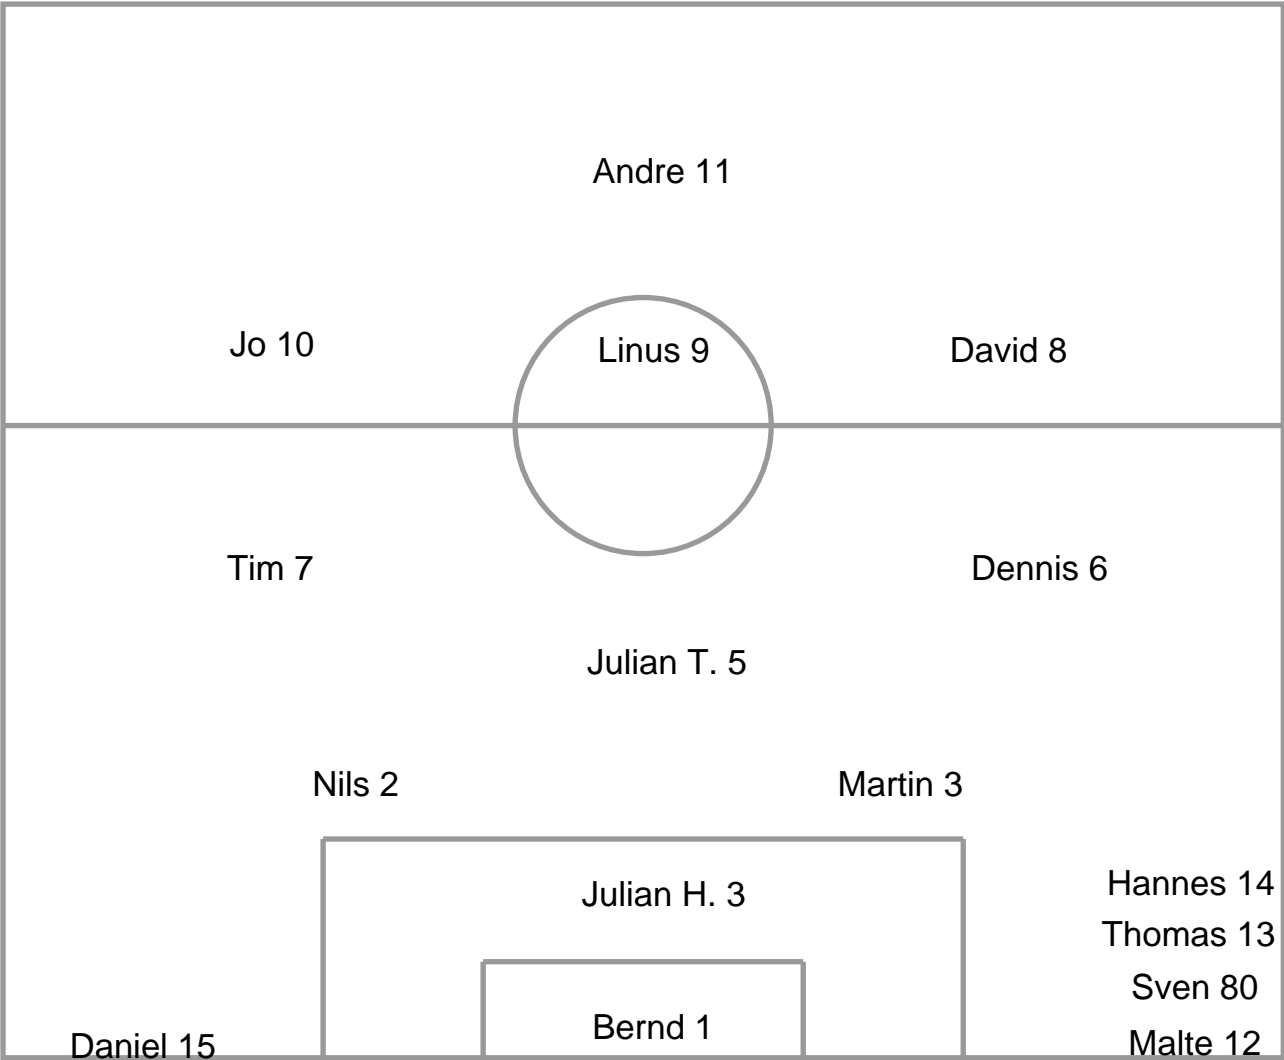 Andre 11
Jo 10
Linus 9
David 8
Tim 7
Dennis 6
Julian T. 5
Nils 2
Martin 3
Hannes 14
Julian H. 3
Thomas 13
Sven 80
Bernd 1
Malte 12
Daniel 15